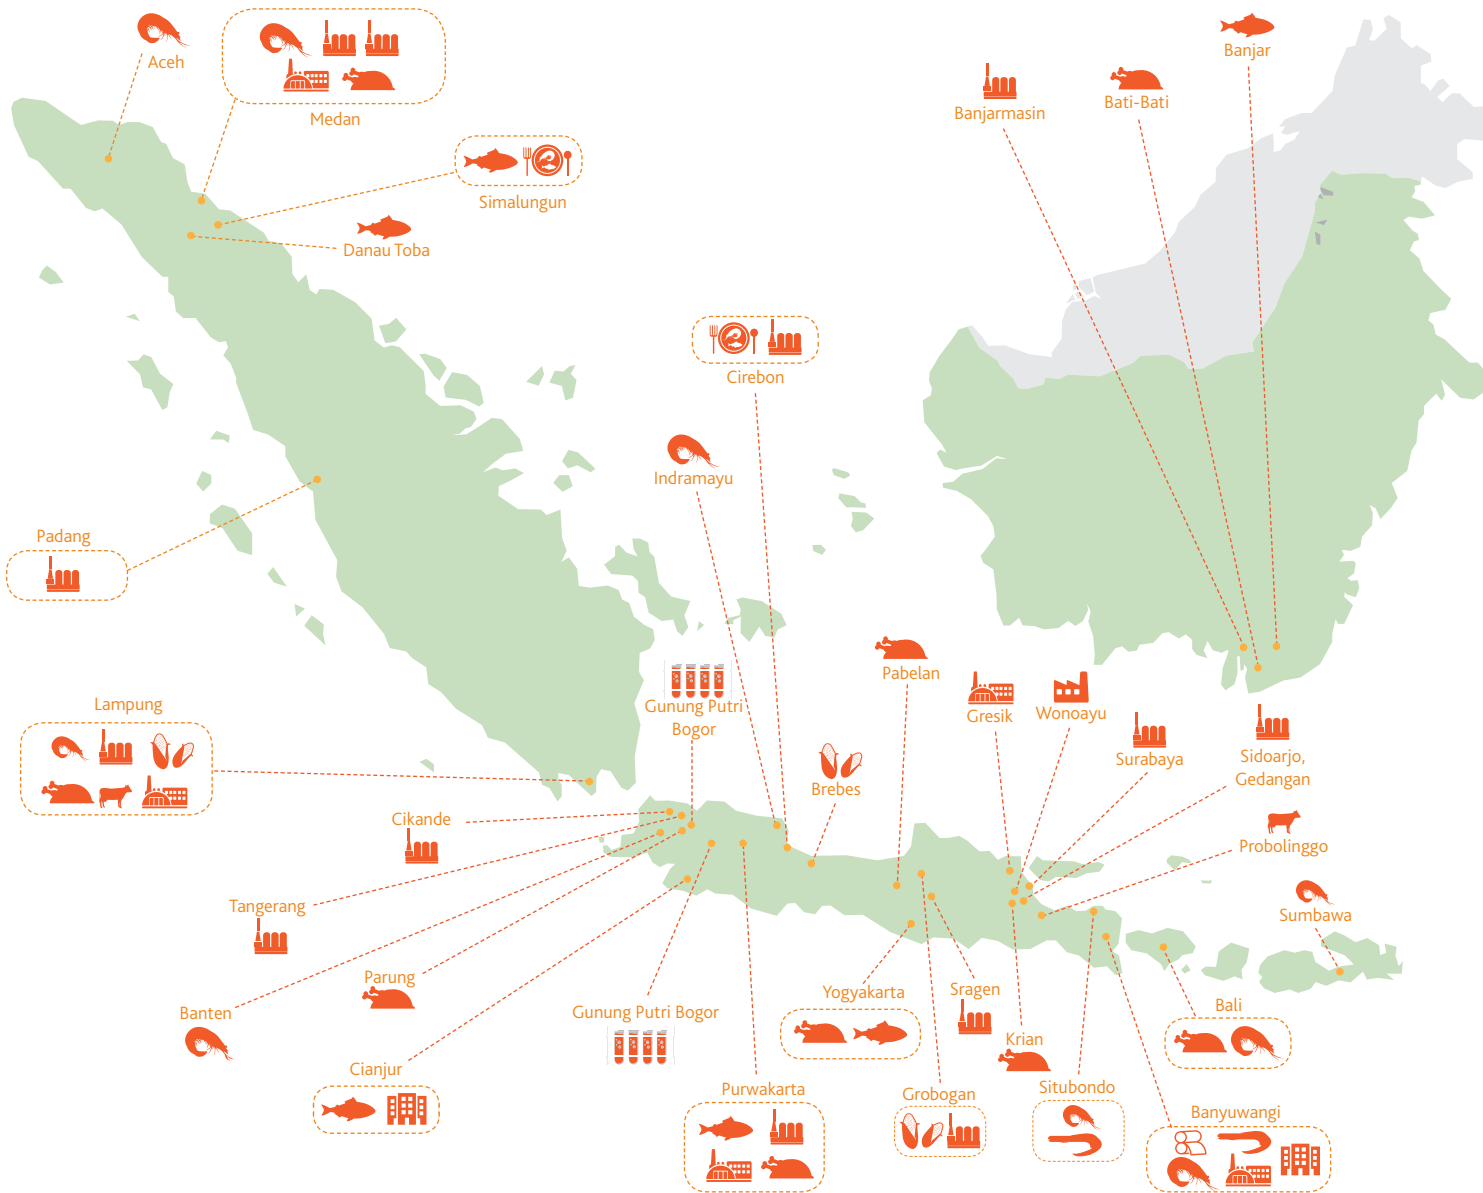 Aceh
Medan
Banjar
Banjarmasin
Bati-Bati
Simalungun
Danau Toba
Cirebon
Indramayu
Padang
Pabelan
Gunung Putri
Bogor
Lampung
Gresik
Wonoayu
Surabaya
Sidoarjo,
Gedangan
Brebes
Cikande
Probolinggo
Tangerang
Sumbawa
Parung
Yogyakarta
Sragen
Banten
Gunung Putri Bogor
Bali
Krian
Cianjur
Purwakarta
Grobogan
Situbondo
Banyuwangi